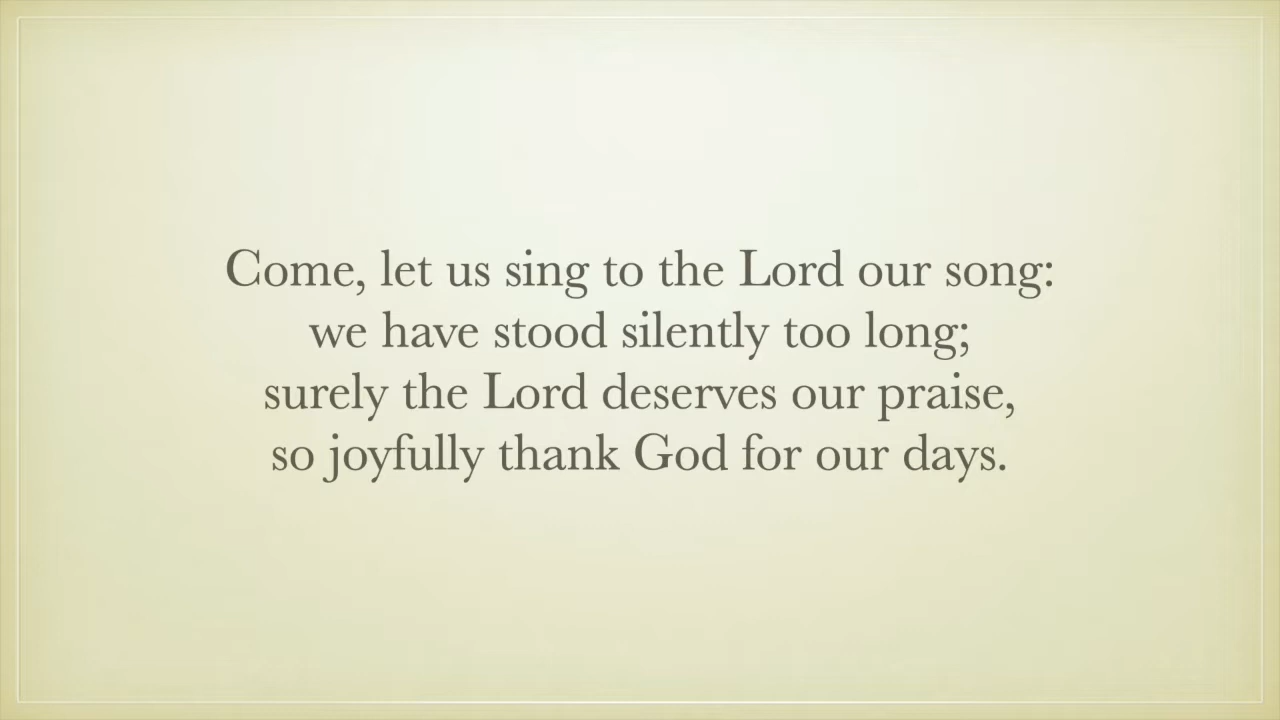 Come, let us sing to the Lord our song:
we have stood silently too long;
surely the Lord deserves our praise,
so joyfully thank God for our days.